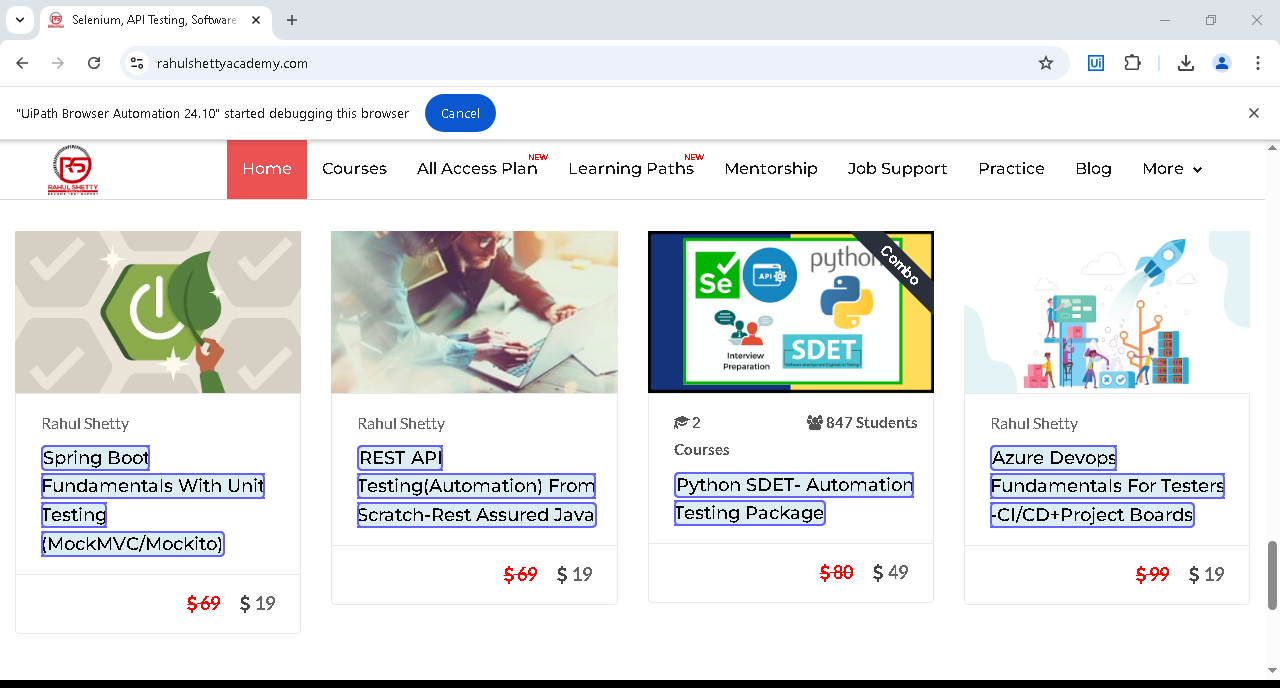 Selenium, API Testing, Software
rahulshettyacademy.com
Ui
"UiPath Browser Automation 24.10" started debugging this browser
Cancel
RS
RAHUL SHETTY
Home
Courses
All Access Plan
NEW
Learning Paths
NEW
Mentorship
Job Support
Practice
Blog
More
Rahul Shetty
Spring Boot
Fundamentals With Unit
Testing
(MockMVC/Mockito)
$ 69 $ 19
Rahul Shetty
REST API
Testing(Automation) From
Scratch-Rest Assured Java
$ 69 $ 19
Se
API
python
Combo
Interview
Preparation
SDET
2
Courses
847 Students
Python SDET- Automation
Testing Package
$ 80 $ 49
Rahul Shetty
Azure Devops
Fundamentals For Testers
-CI/CD+Project Boards
$ 99 $ 19